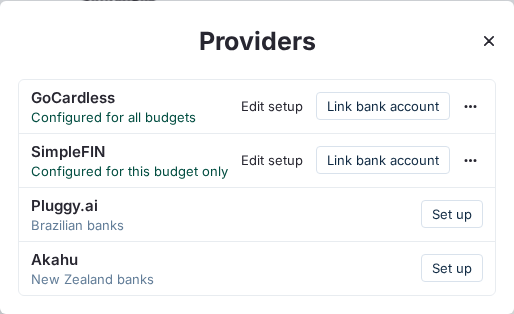 Providers
GoCardless
Configured for all budgets
Edit setup
Link bank account
SimpleFIN
Configured for this budget only
Edit setup
Link bank account
Pluggy.ai
Brazilian banks
Set up
Akahu
New Zealand banks
Set up